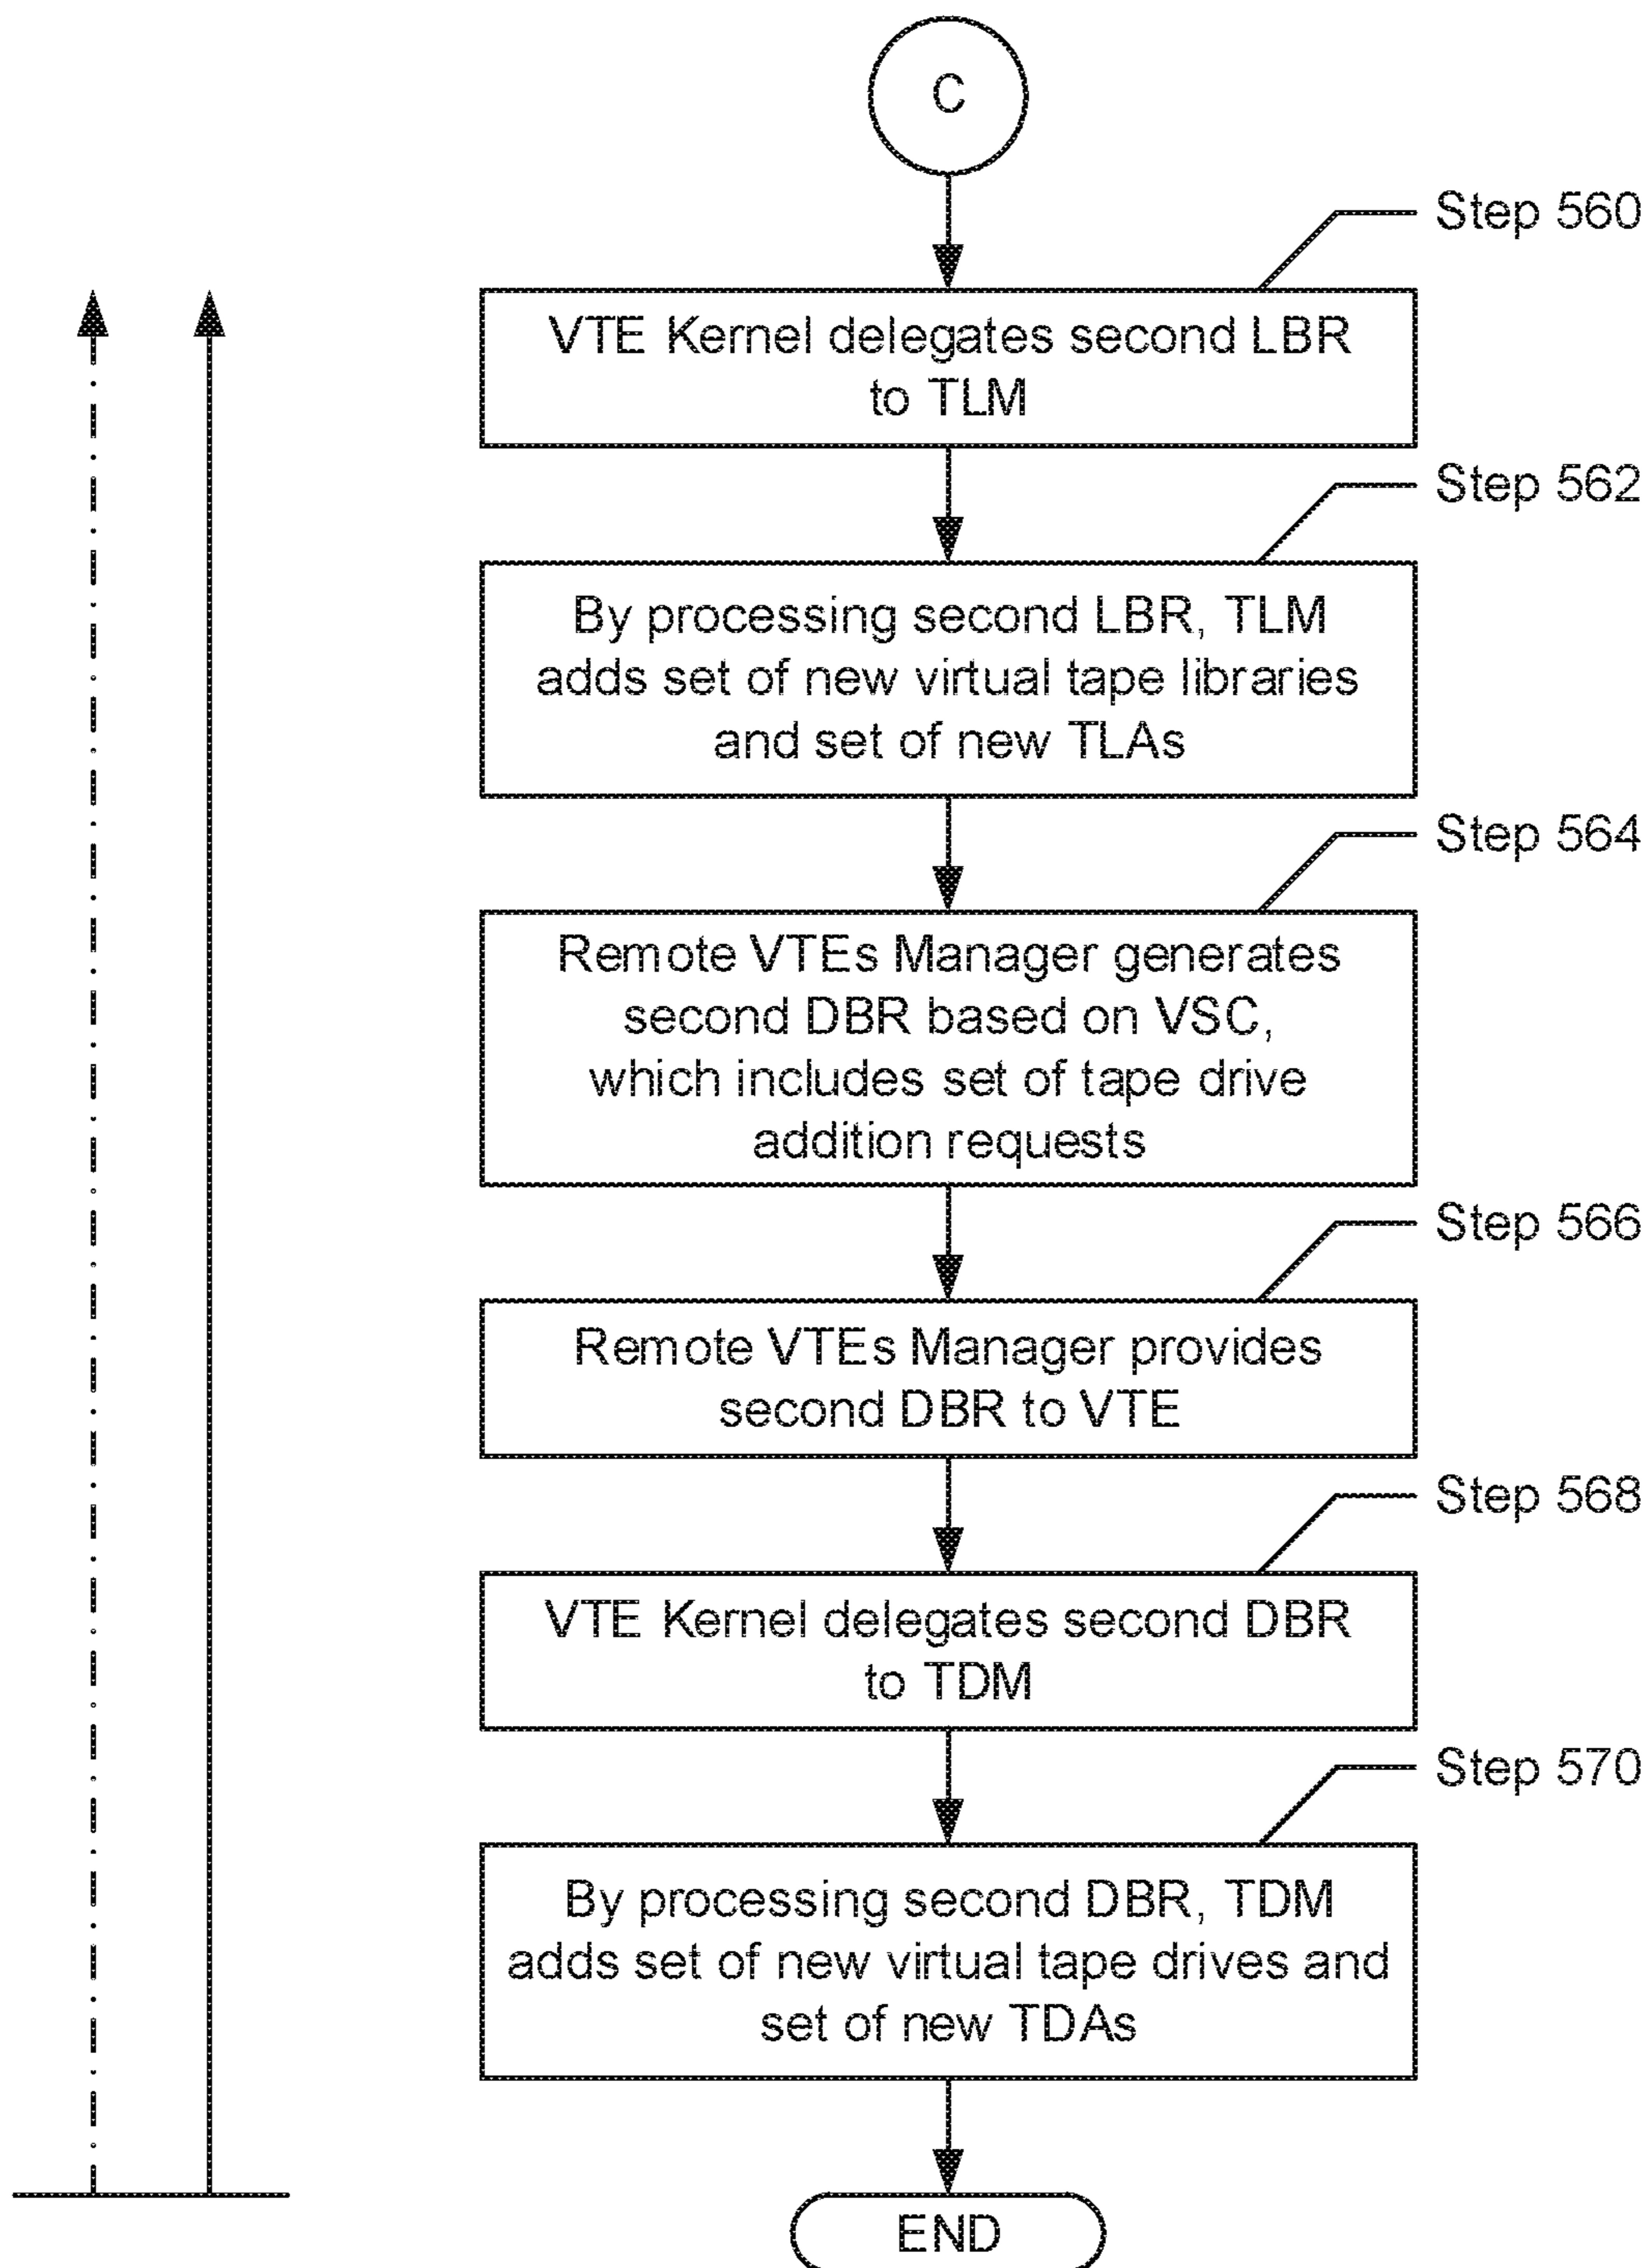 C
Step 560
VTE Kernel delegates second LBR
to TLM
Step 562
By processing second LBR, TLM
adds set of new virtual tape libraries
and set of new TLAs
Step 564
Remote VTEs Manager generates
second DBR based on VSC,
which includes set of tape drive
addition requests
Step 566
Remote VTEs Manager provides
second DBR to VTE
Step 568
VTE Kernel delegates second DBR
to TDM
Step 570
By processing second DBR, TDM
adds set of new virtual tape drives and
set of new TDAs
END